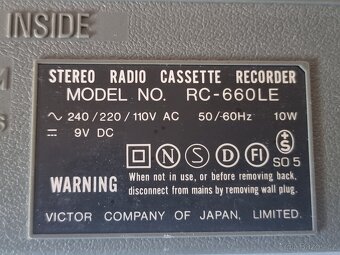 INSIDE
M
s
STEREO RADIO CASSETTE RECORDER
MODEL NO. RC-660LE
~ 240/220/110V AC 50/60Hz 10W
⎓ 9V DC
N S D FI S
SO 5
WARNING When not in use, or before removing back, disconnect from mains by removing wall plug.
VICTOR COMPANY OF JAPAN, LIMITED.